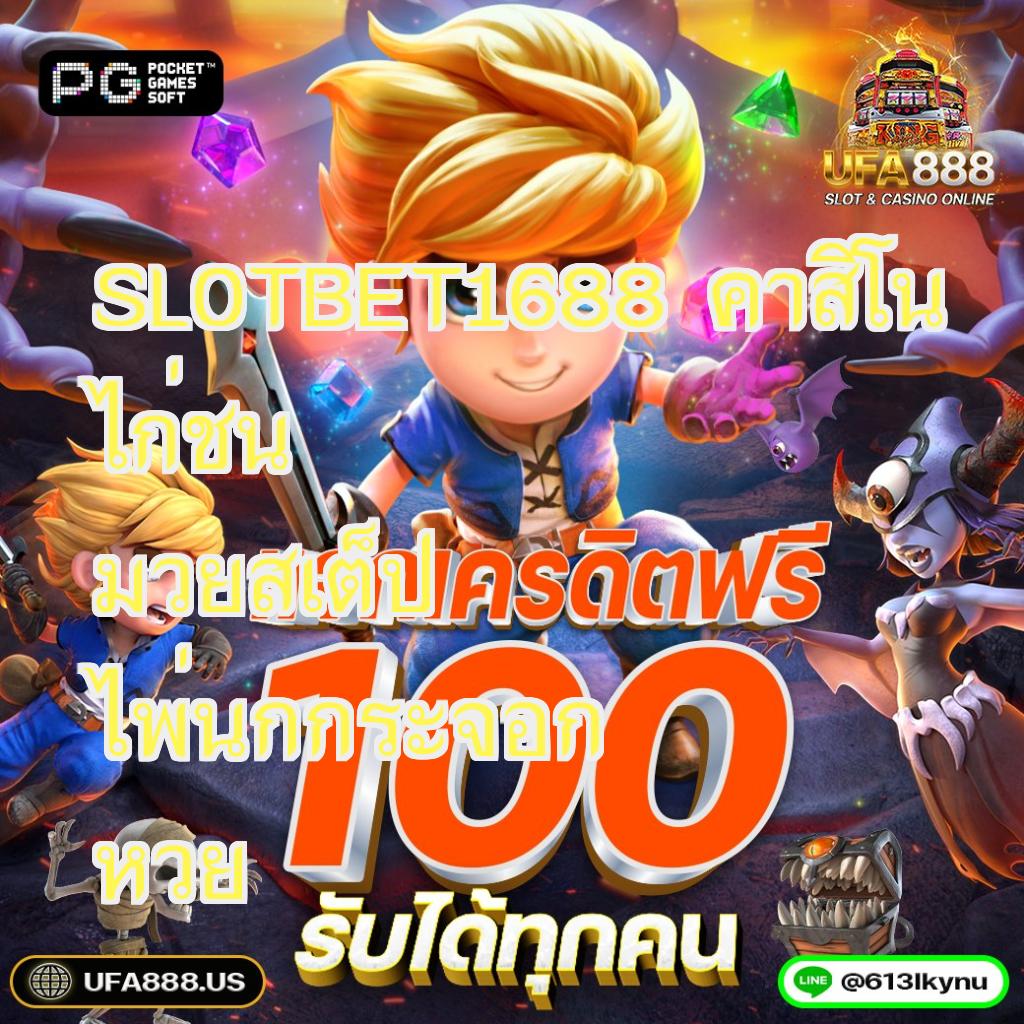 PG POCKET GAMES SOFT™
UFA888
SLOT & CASINO ONLINE
SLOTBET1688 คาสิโน
ไก่ชน
มวยสเต็ป
เครดิตฟรี
ไพ่นกกระจอก
100
หวย
รับได้ทุกคน
UFA888.US
LINE @613lkynu